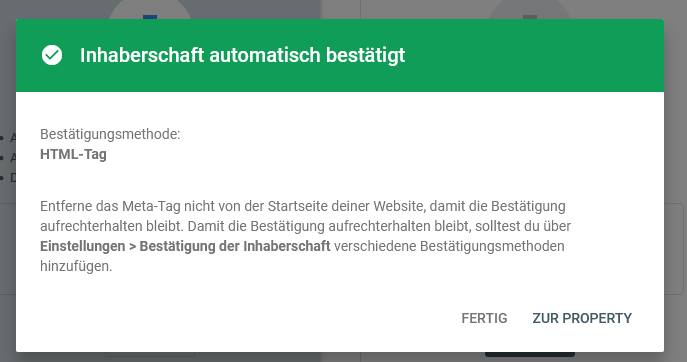 Inhaberschaft automatisch bestätigt
Bestätigungsmethode:
HTML-Tag
Entferne das Meta-Tag nicht von der Startseite deiner Website, damit die Bestätigung
aufrechterhalten bleibt. Damit die Bestätigung aufrechterhalten bleibt, solltest du über
Einstellungen > Bestätigung der Inhaberschaft verschiedene Bestätigungsmethoden
hinzufügen.
FERTIG ZUR PROPERTY